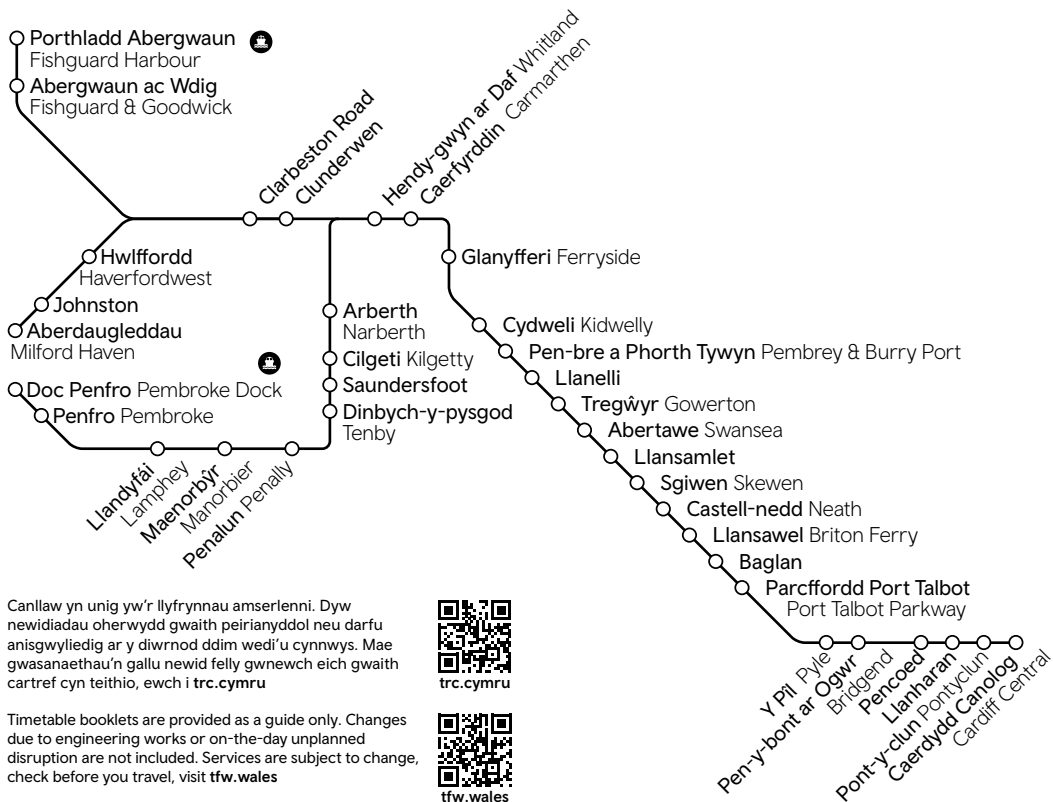 Porthladd Abergwaun
Fishguard Harbour
Abergwaun ac Wdig
Fishguard & Goodwick
Clarbeston Road
Clunderwen
Hendy-gwyn ar Daf Whitland
Caerfyrddin Carmarthen
Hwlffordd
Haverfordwest
Johnston
Aberdaugleddau
Milford Haven
Doc Penfro Pembroke Dock
Penfro Pembroke
Llandyfái
Lamphey
Maenorbŷr
Manorbier
Penalun Penally
Arberth
Narberth
Cilgeti Kilgetty
Saundersfoot
Dinbych-y-pysgod
Tenby
Glanyfferi Ferryside
Cydweli Kidwelly
Pen-bre a Phorth Tywyn Pembrey & Burry Port
Llanelli
Tregŵyr Gowerton
Abertawe Swansea
Llansamlet
Sgiwen Skewen
Castell-nedd Neath
Llansawel Briton Ferry
Baglan
Parcffordd Port Talbot
Port Talbot Parkway
Y Pîl Pyle
Pen-y-bont ar Ogwr
Bridgend
Pencoed
Llanharan
Pont-y-clun Pontyclun
Caerdydd Canolog
Cardiff Central
Canllaw yn unig yw'r llyfrynnau amserlenni. Dyw
newidiadau oherwydd gwaith peirianyddol neu darfu
anisgwyliedig ar y diwrnod ddim wedi'u cynnwys. Mae
gwasanaethau'n gallu newid felly gwnewch eich gwaith
cartref cyn teithio, ewch i trc.cymru
trc.cymru
Timetable booklets are provided as a guide only. Changes
due to engineering works or on-the-day unplanned
disruption are not included. Services are subject to change,
check before you travel, visit tfw.wales
tfw.wales